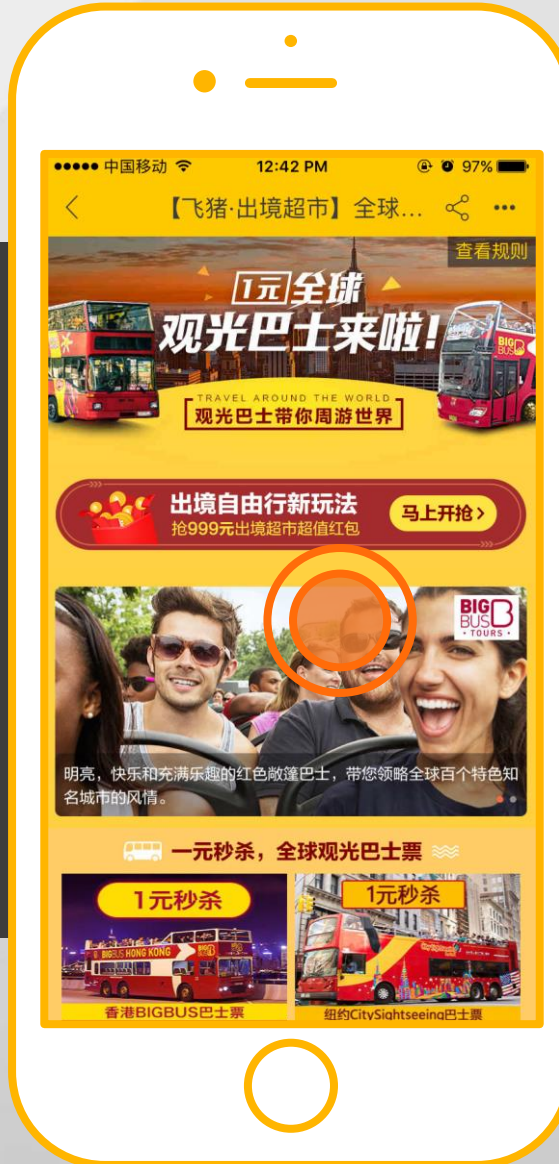 中国移动 12:42 PM 97%
【飞猪·出境超市】全球...
查看规则
1元全球
观光巴士来啦!
BIG BUS
TRAVEL AROUND THE WORLD
观光巴士带你周游世界
出境自由行新玩法
抢999元出境超市超值红包
马上开抢>
BIG
BUS
·TOURS·
明亮，快乐和充满乐趣的红色敞篷巴士，带您领略全球百个特色知
名城市的风情。
一元秒杀，全球观光巴士票
1元秒杀 1元秒杀
BIGBUS HONG KONG
CitySightseeing
香港BIGBUS巴士票 纽约CitySightseeing巴士票